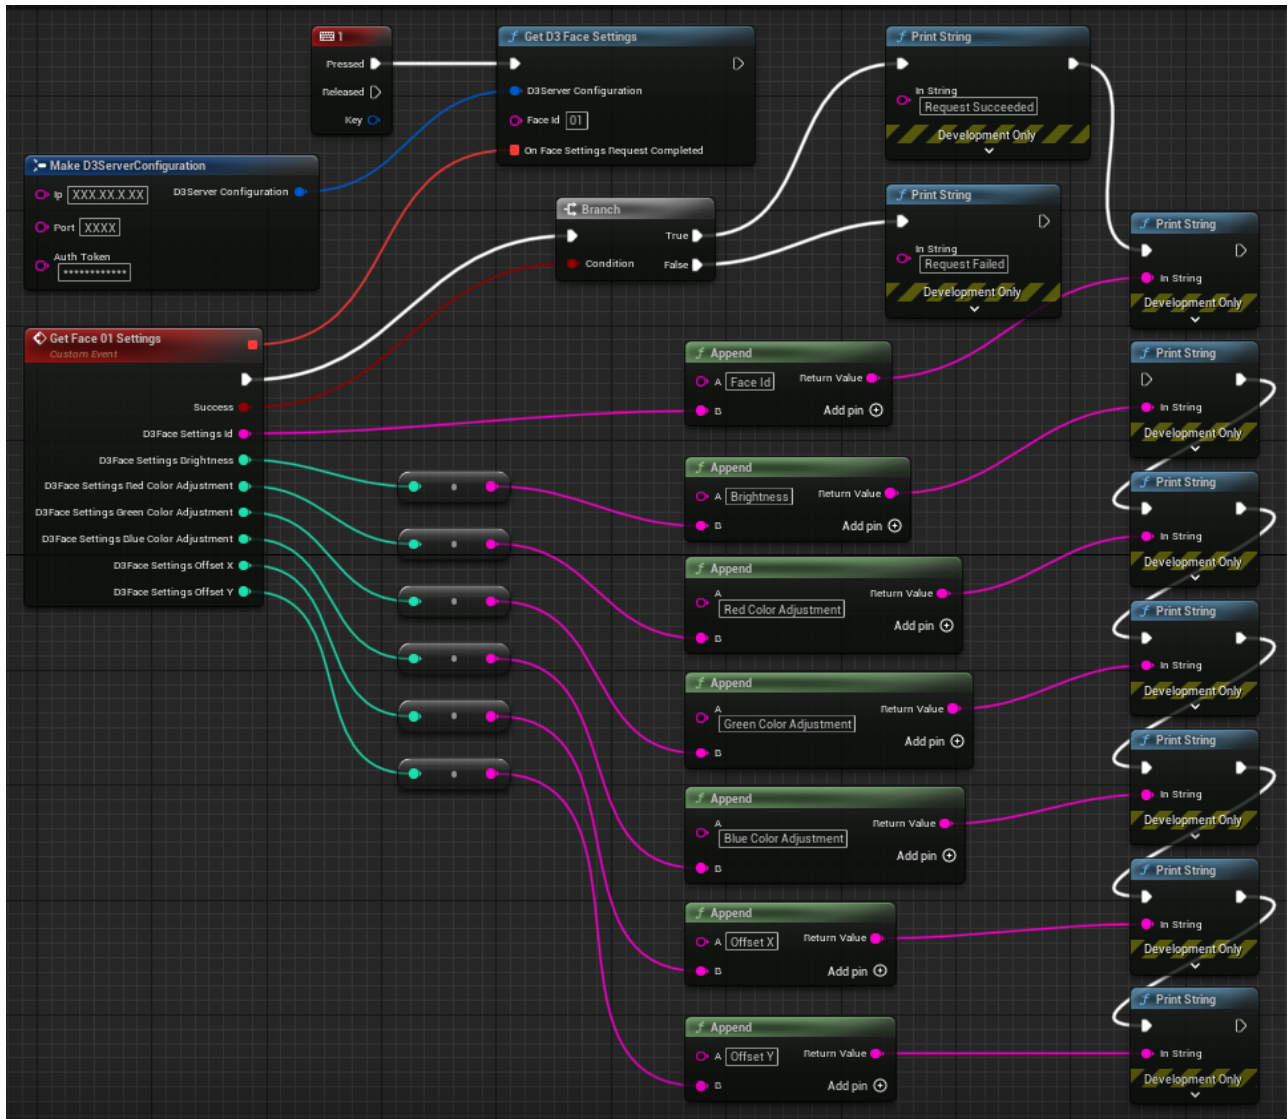 1
Pressed
Released
Key
f Get D3 Face Settings
D3Server Configuration
Face Id 01
On Face Settings Request Completed
f Print String
In String
Request Succeeded
Development Only
Make D3ServerConfiguration
Ip XXX.XX.X.XX
D3Server Configuration
Port XXXX
Auth Token
************
Branch
True
Condition
False
f Print String
In String
Request Failed
Development Only
f Print String
In String
Development Only
Get Face 01 Settings
Custom Event
Success
D3Face Settings Id
D3Face Settings Brightness
D3Face Settings Red Color Adjustment
D3Face Settings Green Color Adjustment
D3Face Settings Blue Color Adjustment
D3Face Settings Offset X
D3Face Settings Offset Y
f Append
A Face Id
Return Value
B
Add pin
f Print String
In String
Development Only
f Append
A Brightness
Return Value
B
Add pin
f Print String
In String
Development Only
f Append
A
Red Color Adjustment
Return Value
Add pin
B
f Print String
In String
Development Only
f Append
A
Green Color Adjustment
Return Value
Add pin
B
f Print String
In String
Development Only
f Append
A
Blue Color Adjustment
Return Value
Add pin
B
f Print String
In String
Development Only
f Append
A Offset X
Return Value
B
Add pin
f Print String
In String
Development Only
f Append
A Offset Y
Return Value
B
Add pin